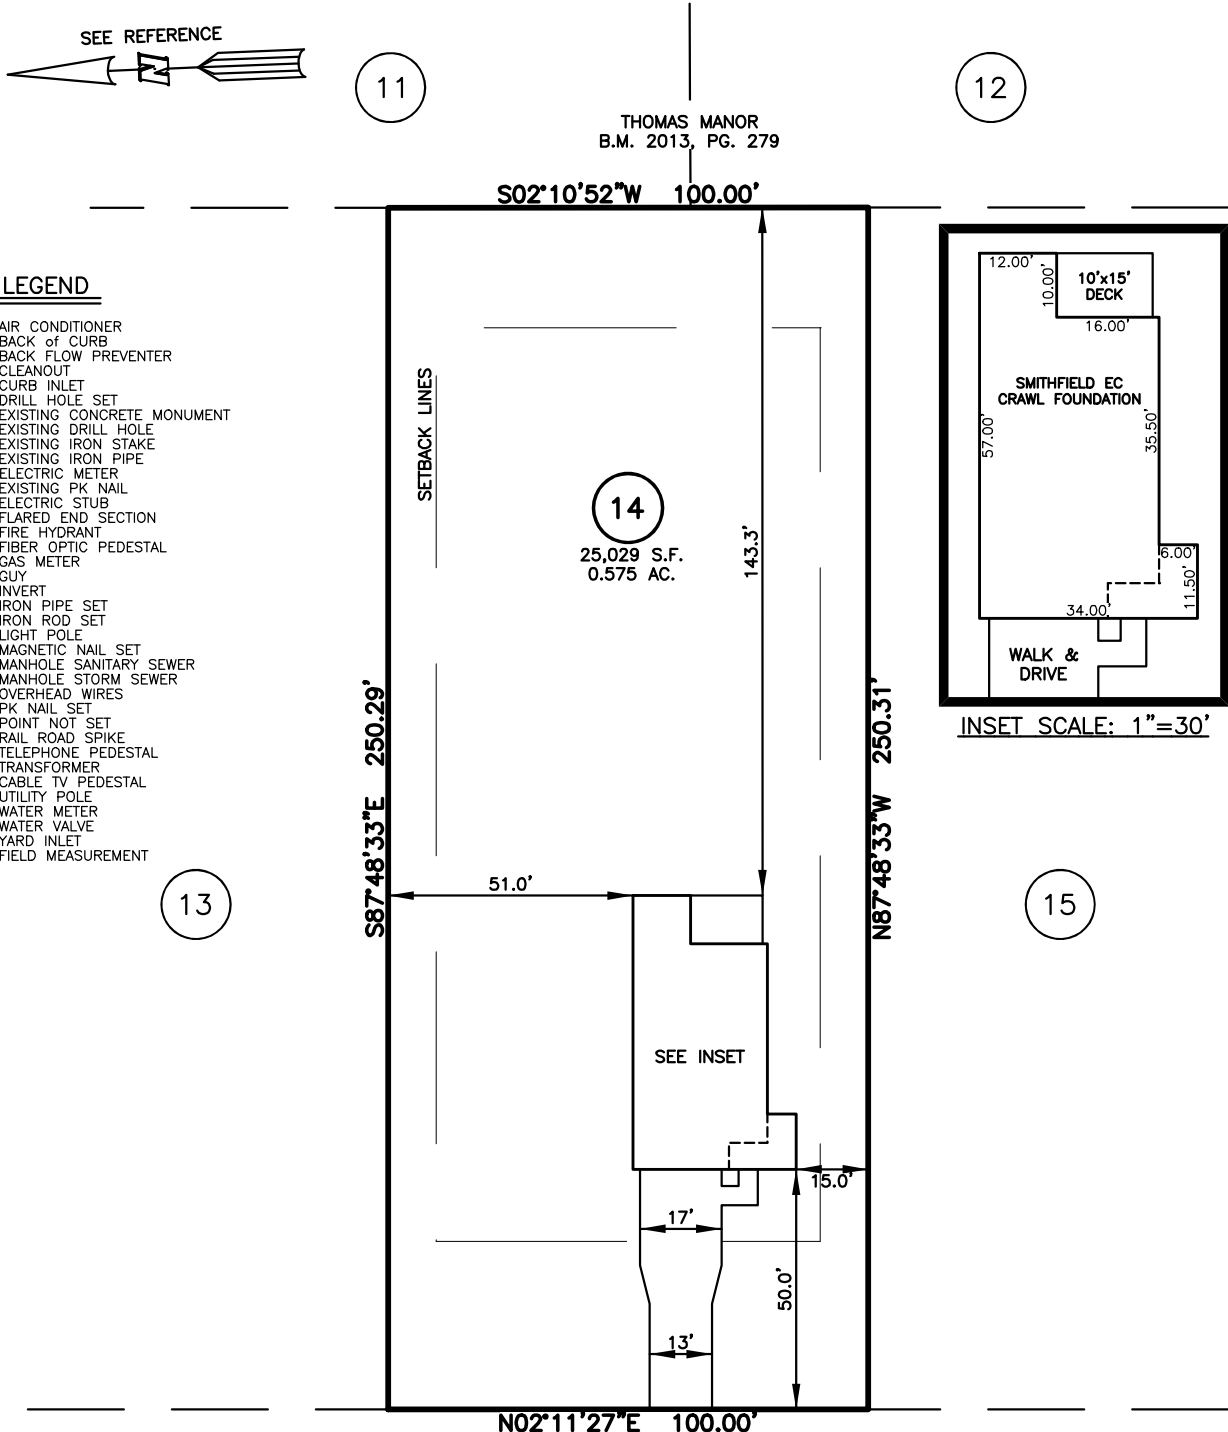 SEE REFERENCE
N
11
12
THOMAS MANOR
B.M. 2013, PG. 279
S02°10'52"W 100.00'
LEGEND
AIR CONDITIONER
BACK of CURB
BACK FLOW PREVENTER
CLEANOUT
CURB INLET
DRILL HOLE SET
EXISTING CONCRETE MONUMENT
EXISTING DRILL HOLE
EXISTING IRON STAKE
EXISTING IRON PIPE
ELECTRIC METER
EXISTING PK NAIL
ELECTRIC STUB
FLARED END SECTION
FIRE HYDRANT
FIBER OPTIC PEDESTAL
GAS METER
GUY
INVERT
IRON PIPE SET
IRON ROD SET
LIGHT POLE
MAGNETIC NAIL SET
MANHOLE SANITARY SEWER
MANHOLE STORM SEWER
OVERHEAD WIRES
PK NAIL SET
POINT NOT SET
RAIL ROAD SPIKE
TELEPHONE PEDESTAL
TRANSFORMER
CABLE TV PEDESTAL
UTILITY POLE
WATER METER
WATER VALVE
YARD INLET
FIELD MEASUREMENT
SETBACK LINES
14
25,029 S.F.
0.575 AC.
143.3'
12.00'
10.00'
10'x15'
DECK
16.00'
SMITHFIELD EC
CRAWL FOUNDATION
57.00'
35.50'
6.00'
11.50'
34.00'
WALK &
DRIVE
INSET SCALE: 1"=30'
S87°48'33"E 250.29'
N87°48'33"W 250.31'
13
15
51.0'
SEE INSET
15.0'
17'
50.0'
13'
N02°11'27"E 100.00'